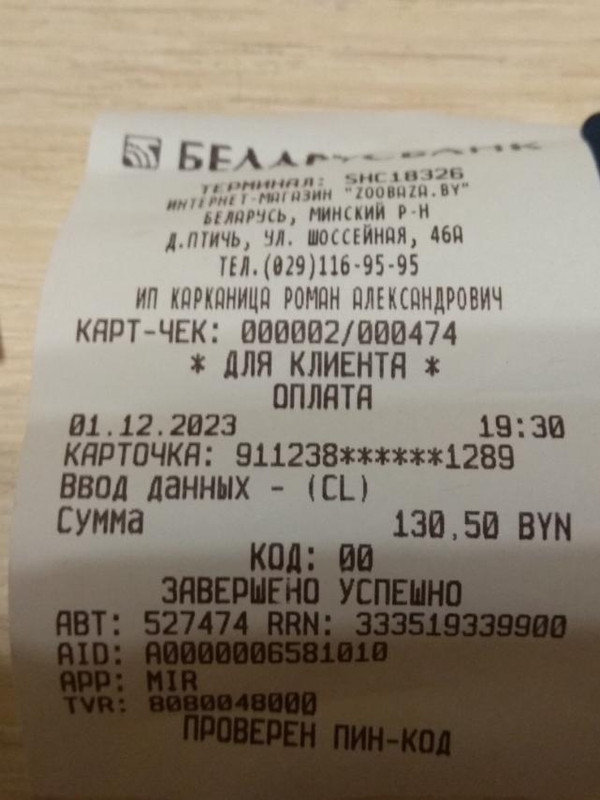 БЕЛАРУСБАНК
ТЕРМИНАЛ: SHC18326
ИНТЕРНЕТ-МАГАЗИН "ZOOBAZA.BY"
БЕЛАРУСЬ, МИНСКИЙ Р-Н
Д.ПТИЧЬ, УЛ. ШОССЕЙНАЯ, 46А
ТЕЛ.(029)116-95-95
ИП КАРКАНИЦА РОМАН АЛЕКСАНДРОВИЧ
КАРТ-ЧЕК: 000002/000474
* ДЛЯ КЛИЕНТА *
ОПЛАТА
01.12.2023 19:30
КАРТОЧКА: 911238******1289
Ввод данных - (CL)
Сумма 130,50 BYN
КОД: 00
ЗАВЕРШЕНО УСПЕШНО
АВТ: 527474 RRN: 333519339900
AID: A0000006581010
APP: MIR
TVR: 8080048000
ПРОВЕРЕН ПИН-КОД